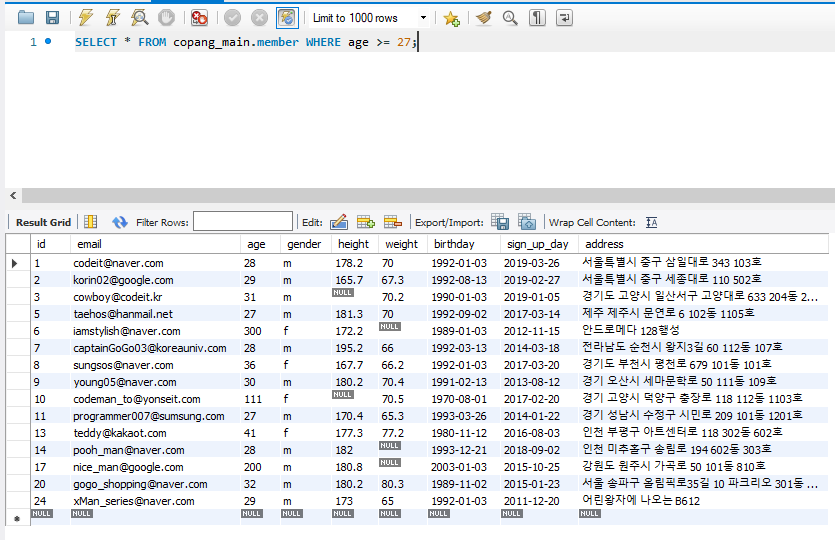 Limit to 1000 rows
1 SELECT * FROM copang_main.member WHERE age >= 27;
Result Grid Filter Rows: Edit: Export/Import: Wrap Cell Content:
id email age gender height weight birthday sign_up_day address
1 codeit@naver.com 28 m 178.2 70 1992-01-03 2019-03-26 서울특별시 중구 삼일대로 343 103호
2 korin02@google.com 29 m 165.7 67.3 1992-08-13 2019-02-27 서울특별시 중구 세종대로 110 502호
3 cowboy@codeit.kr 31 m NULL 70.2 1990-01-03 2019-01-05 경기도 고양시 일산서구 고양대로 633 204동 2...
5 taehos@hanmail.net 27 m 181.3 70 1992-09-02 2017-03-14 제주 제주시 문연로 6 102동 1105호
6 iamstylish@naver.com 300 f 172.2 NULL 1989-01-03 2012-11-15 안드로메다 128행성
7 captainGoGo03@koreauniv.com 28 m 195.2 66 1992-03-13 2014-03-18 전라남도 순천시 왕지3길 60 112동 107호
8 sungsos@naver.com 36 f 167.7 66.2 1992-01-03 2017-03-20 경기도 부천시 평천로 679 101동 101호
9 young05@naver.com 30 m 180.2 70.4 1991-02-13 2013-08-12 경기 오산시 세마문학로 50 111동 109호
10 codeman_to@yonseit.com 111 f NULL 70.5 1970-08-01 2017-02-20 경기 고양시 덕양구 충장로 118 112동 1103호
11 programmer007@sumsung.com 27 m 170.4 65.3 1993-03-26 2014-01-22 경기 성남시 수정구 시민로 209 101동 1201호
13 teddy@kakaot.com 41 f 177.3 77.2 1980-11-12 2016-08-03 인천 부평구 아트센터로 118 302동 602호
14 pooh_man@naver.com 28 m 182 NULL 1993-12-21 2018-09-02 인천 미추홀구 송림로 194 602동 303호
17 nice_man@google.com 200 m 180.8 NULL 2003-01-03 2015-10-25 강원도 원주시 가곡로 50 101동 810호
20 gogo_shopping@naver.com 32 m 180.2 80.3 1989-11-02 2015-01-23 서울 송파구 올림픽로35길 10 파크리오 301동 ...
24 xMan_series@naver.com 29 m 173 65 1992-01-03 2011-12-20 어린왕자에 나오는 B612
NULL NULL NULL NULL NULL NULL NULL NULL NULL